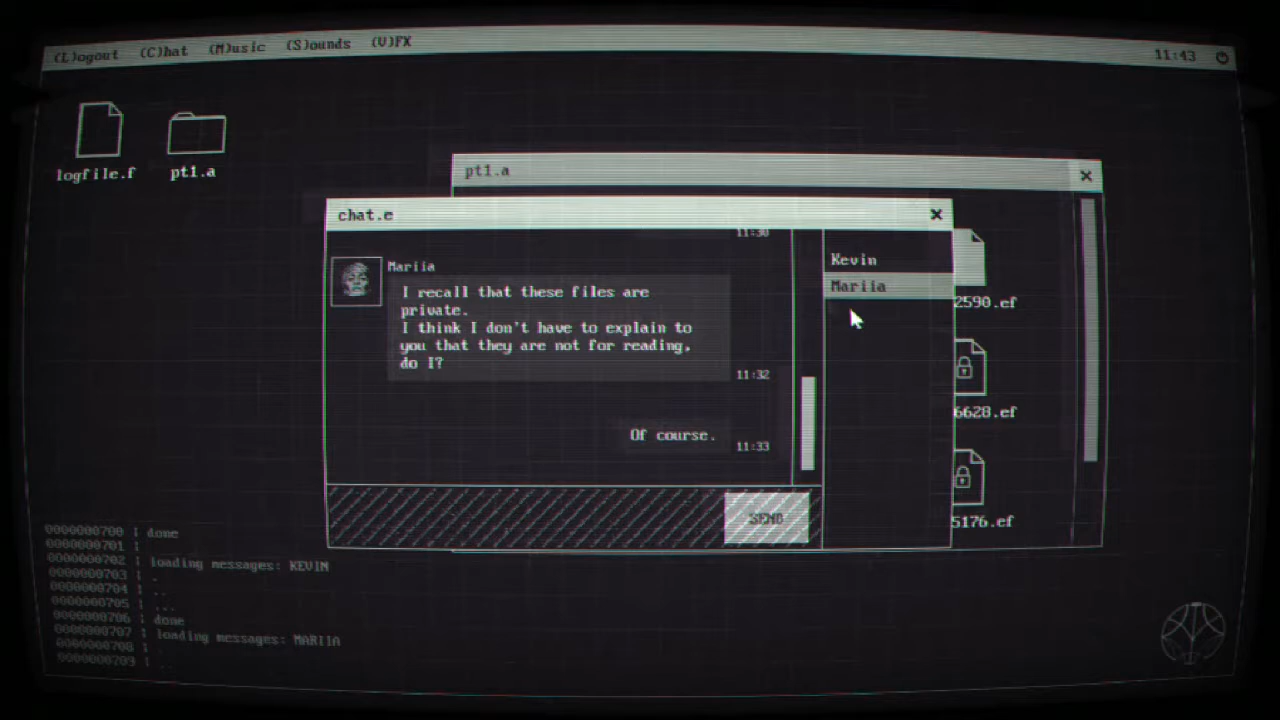 (L)ogout (C)hat (M)usic (S)ounds (V)FX 11:43
logfile.f pt1.a
pt1.a
chat.e
11:30
Mariia
I recall that these files are
private.
I think I don't have to explain to
you that they are not for reading,
do I?
11:32
Of course.
11:33
SEND
Kevin
Mariia
2590.ef
6628.ef
5176.ef
0000000700 | done
0000000701 |
0000000702 | loading messages: KEVIN
0000000703 | .
0000000704 | ..
0000000705 | ...
0000000706 | done
0000000707 | loading messages: MARIIA
0000000708 | .
0000000709 | ..